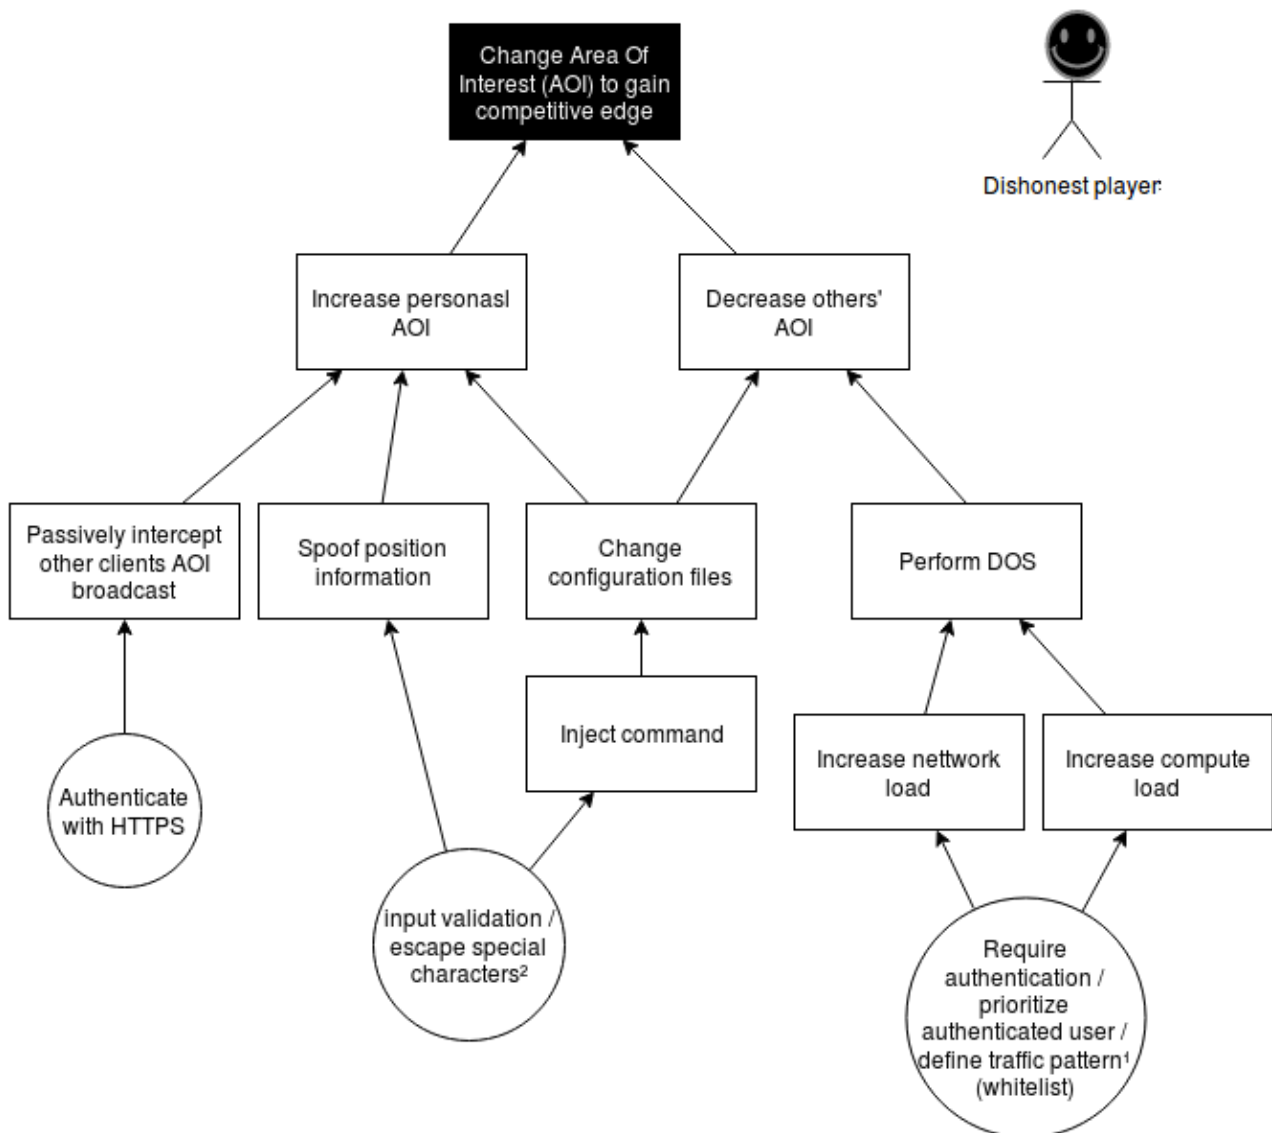 Change Area Of
Interest (AOI) to gain
competitive edge
Dishonest player
Increase personasl
AOI
Decrease others'
AOI
Passively intercept
other clients AOI
broadcast
Spoof position
information
Change
configuration files
Perform DOS
Inject command
Increase nettwork
load
Increase compute
load
Authenticate
with HTTPS
input validation /
escape special
characters²
Require
authentication /
prioritize
authenticated user /
define traffic pattern¹
(whitelist)